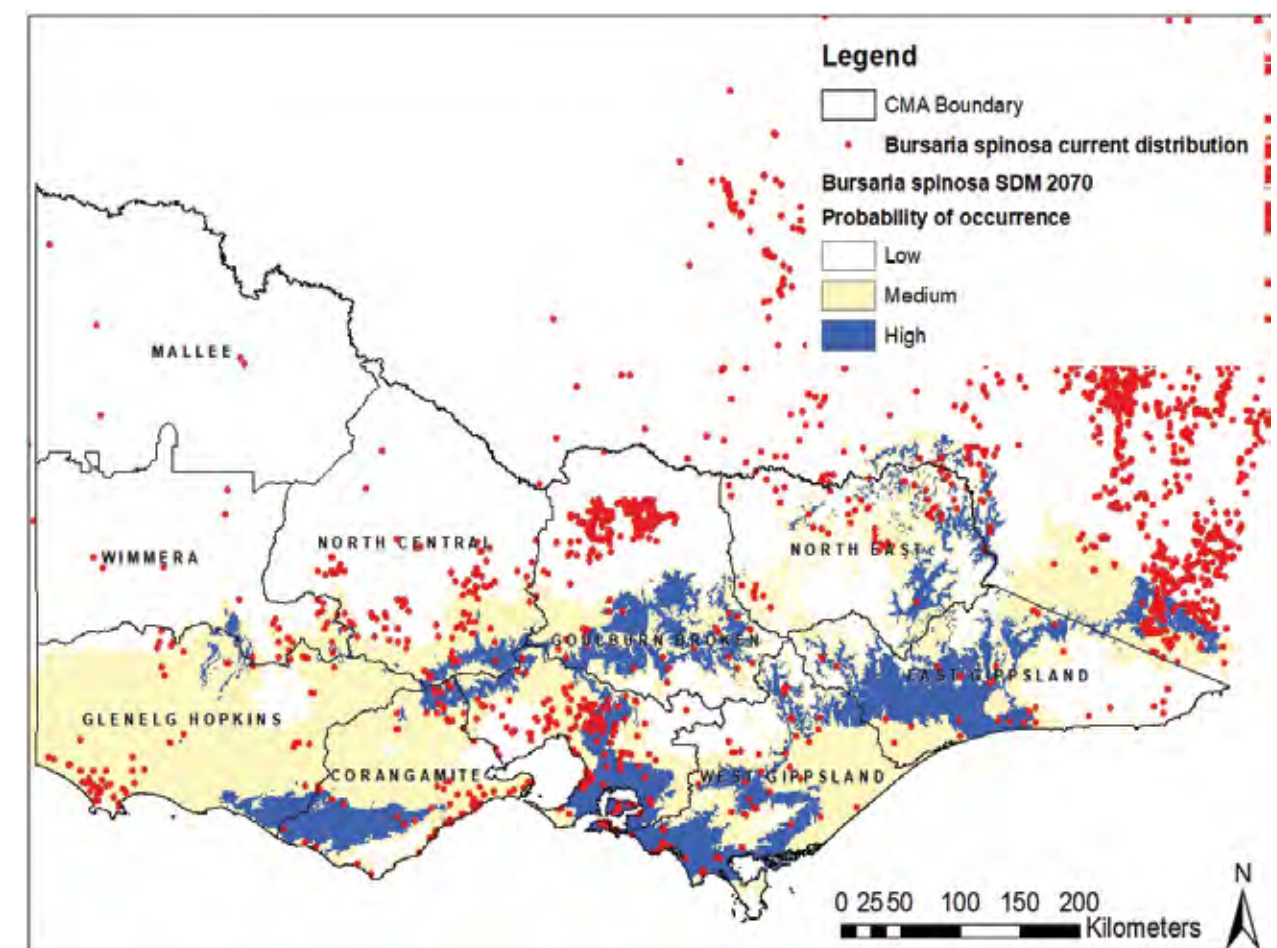 Legend
CMA Boundary
Bursaria spinosa current distribution
Bursaria spinosa SDM 2070
Probability of occurrence
Low
Medium
High
MALLEE
WIMMERA
NORTH CENTRAL
NORTH EAST
GOULBURN BROKEN
EAST GIPPSLAND
GLENELG HOPKINS
CORANGAMITE
WEST GIPPSLAND
N
0 25 50 100 150 200
Kilometers